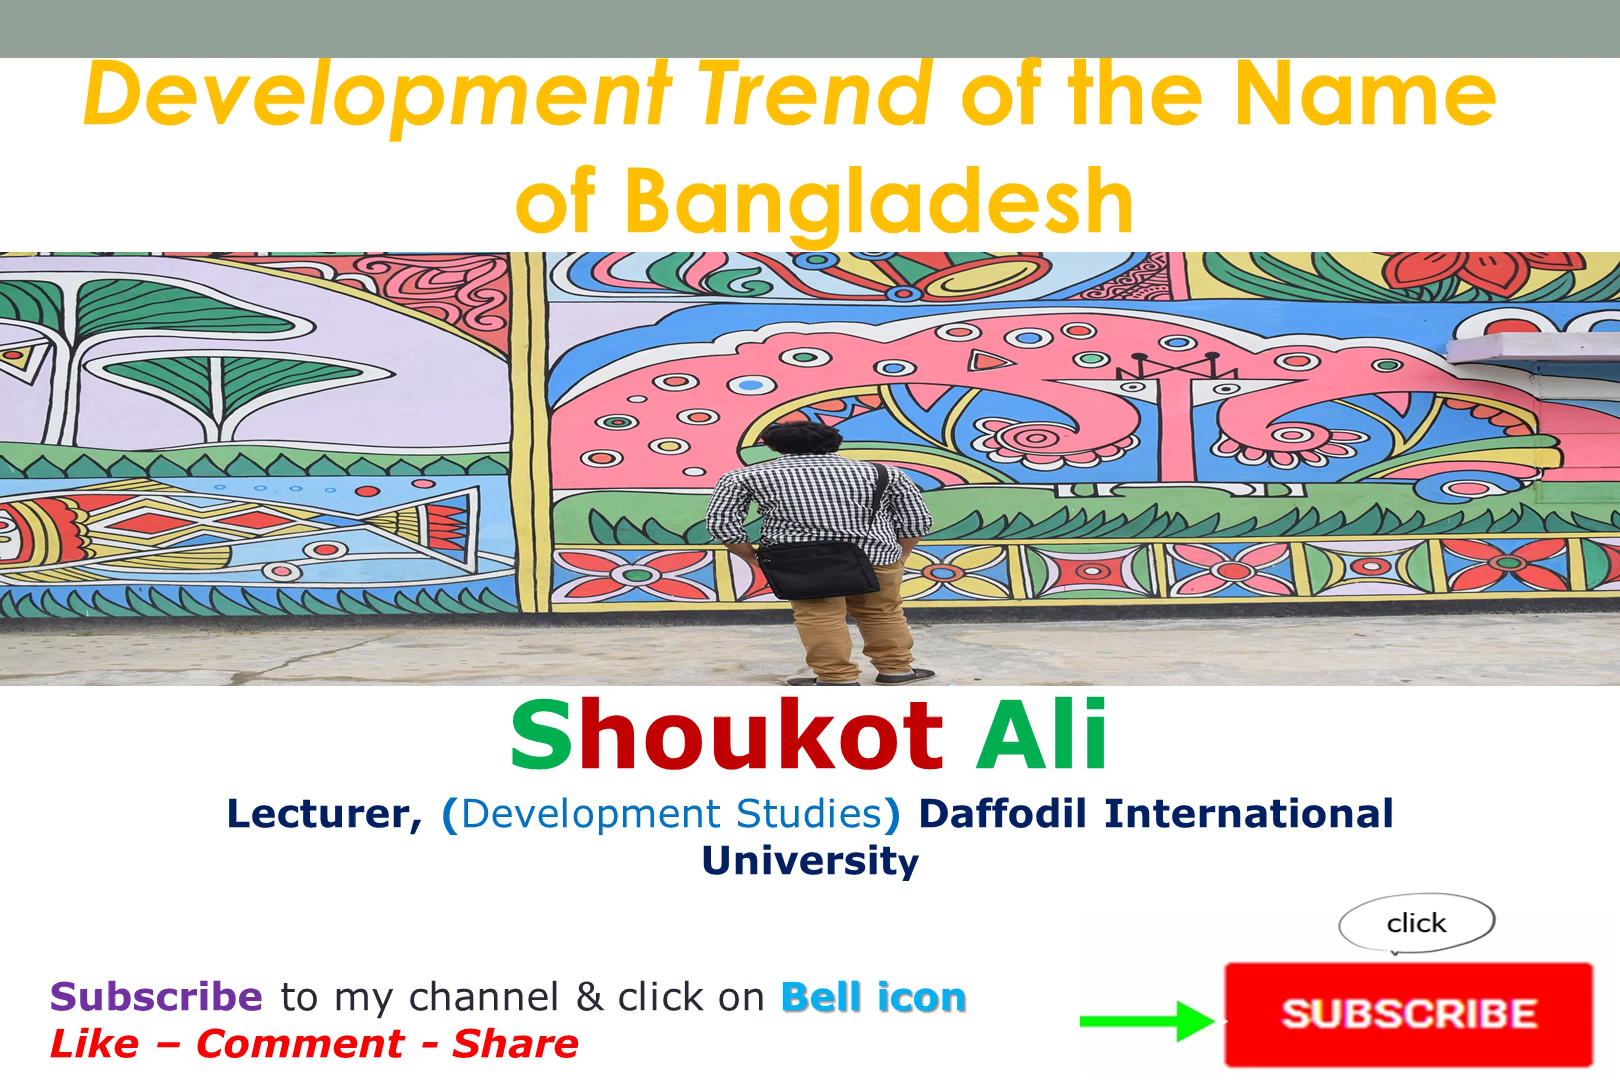 Development Trend of the Name
of Bangladesh
Shoukot Ali
Lecturer, (Development Studies) Daffodil International
University
click
Subscribe to my channel & click on Bell icon
SUBSCRIBE
Like – Comment - Share